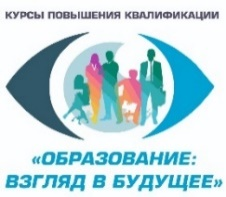 КУРСЫ ПОВЫШЕНИЯ КВАЛИФИКАЦИИ
«ОБРАЗОВАНИЕ:
ВЗГЛЯД В БУДУЩЕЕ»